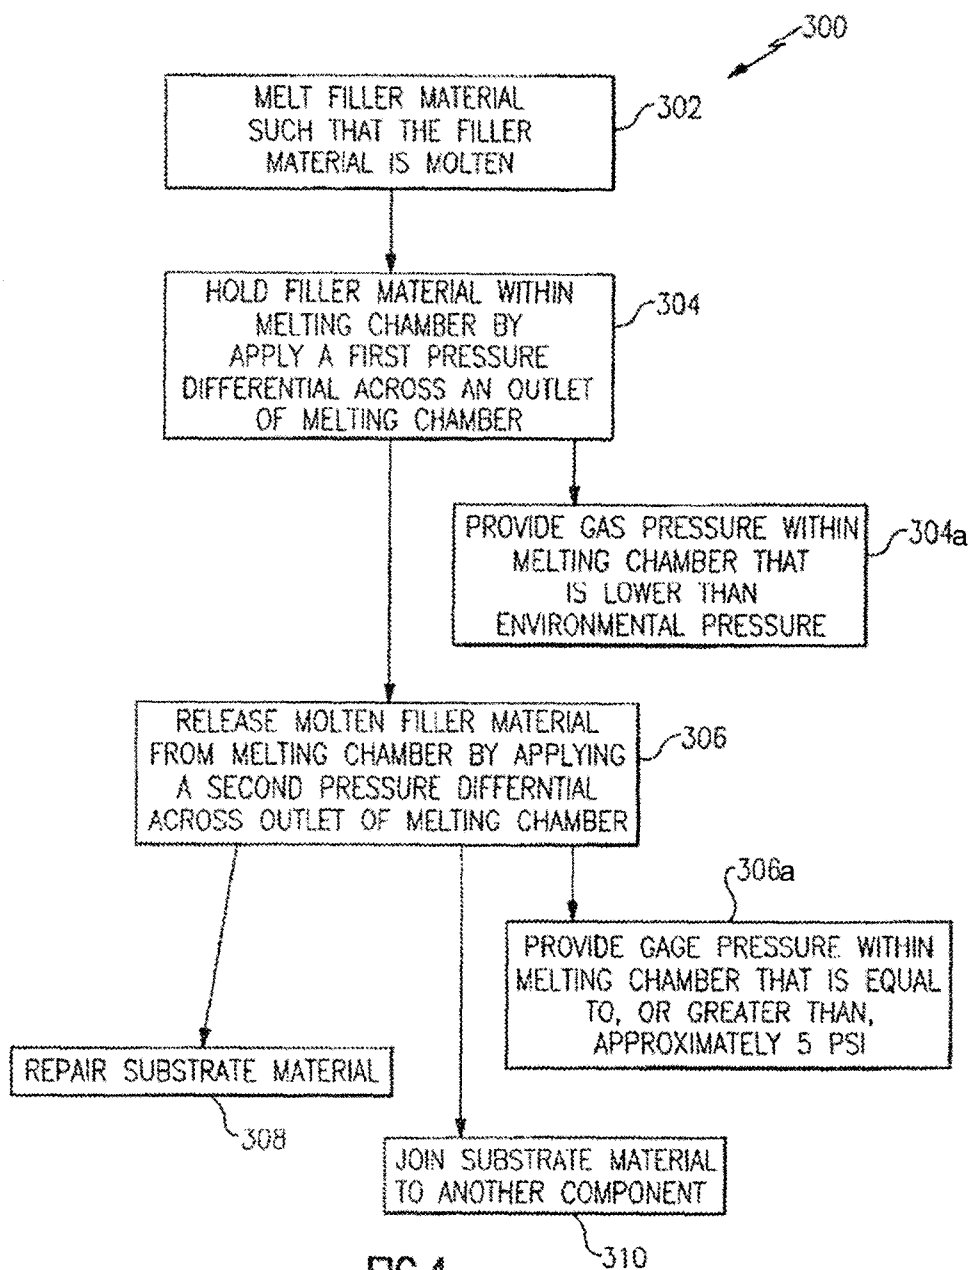 300
MELT FILLER MATERIAL
SUCH THAT THE FILLER
MATERIAL IS MOLTEN
302
HOLD FILLER MATERIAL WITHIN
MELTING CHAMBER BY
APPLY A FIRST PRESSURE
DIFFERENTIAL ACROSS AN OUTLET
OF MELTING CHAMBER
304
PROVIDE GAS PRESSURE WITHIN
MELTING CHAMBER THAT
IS LOWER THAN
ENVIRONMENTAL PRESSURE
304a
RELEASE MOLTEN FILLER MATERIAL
FROM MELTING CHAMBER BY APPLYING
A SECOND PRESSURE DIFFERNTIAL
ACROSS OUTLET OF MELTING CHAMBER
306
306a
PROVIDE GAGE PRESSURE WITHIN
MELTING CHAMBER THAT IS EQUAL
TO, OR GREATER THAN,
APPROXIMATELY 5 PSI
REPAIR SUBSTRATE MATERIAL
308
JOIN SUBSTRATE MATERIAL
TO ANOTHER COMPONENT
310
FIG.4